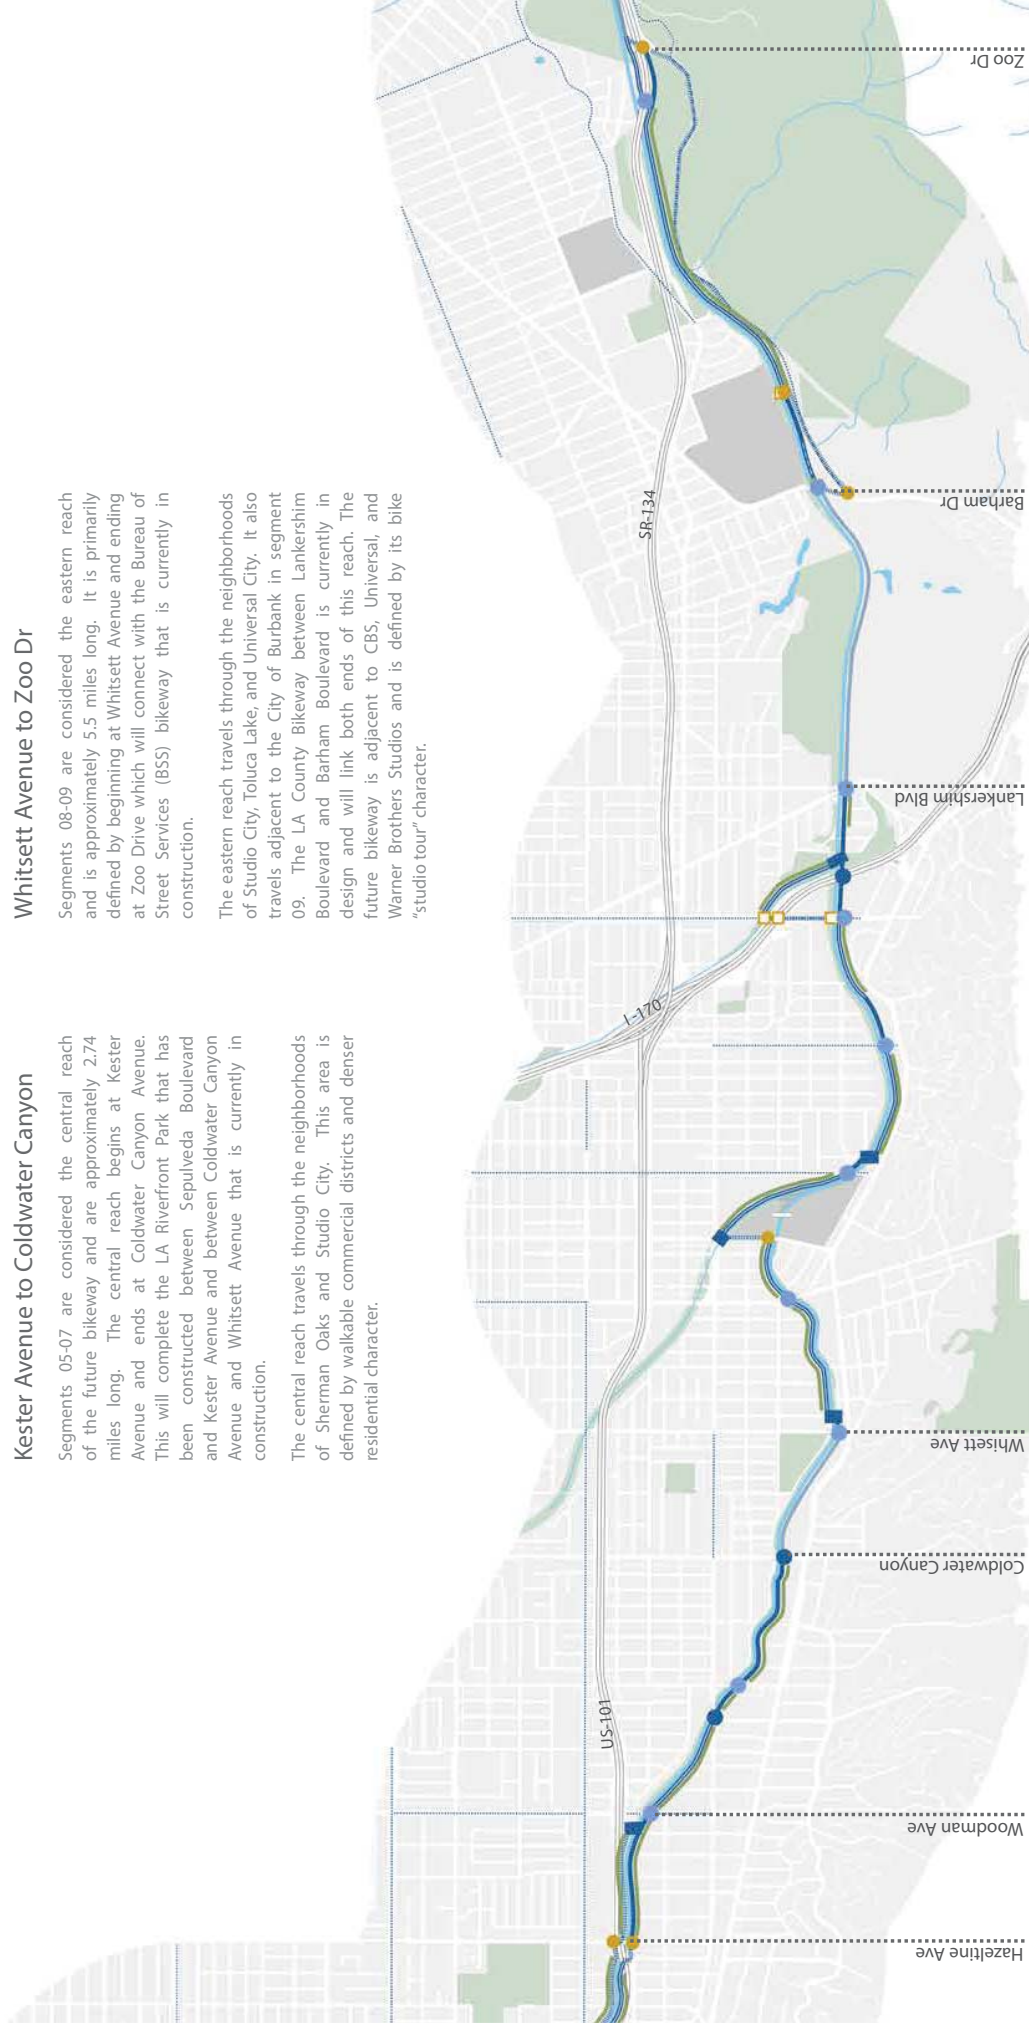 Kester Avenue to Coldwater Canyon
Segments 05-07 are considered the central reach
of the future bikeway and are approximately 2.74
miles long. The central reach begins at Kester
Avenue and ends at Coldwater Canyon Avenue.
This will complete the LA Riverfront Park that has
been constructed between Sepulveda Boulevard
and Kester Avenue and between Coldwater Canyon
Avenue and Whitsett Avenue that is currently in
construction.
The central reach travels through the neighborhoods
of Sherman Oaks and Studio City. This area is
defined by walkable commercial districts and denser
residential character.
Whitsett Avenue to Zoo Dr
Segments 08-09 are considered the eastern reach
and is approximately 5.5 miles long. It is primarily
defined by beginning at Whitsett Avenue and ending
at Zoo Drive which will connect with the Bureau of
Street Services (BSS) bikeway that is currently in
construction.
The eastern reach travels through the neighborhoods
of Studio City, Toluca Lake, and Universal City. It also
travels adjacent to the City of Burbank in segment
09. The LA County Bikeway between Lankershim
Boulevard and Barham Boulevard is currently in
design and will link both ends of this reach. The
future bikeway is adjacent to CBS, Universal, and
Warner Brothers Studios and is defined by its bike
"studio tour" character.
US-101
I-170
SR-134
Hazeltine Ave
Woodman Ave
Coldwater Canyon
Whisett Ave
Lankershim Blvd
Barham Dr
Zoo Dr